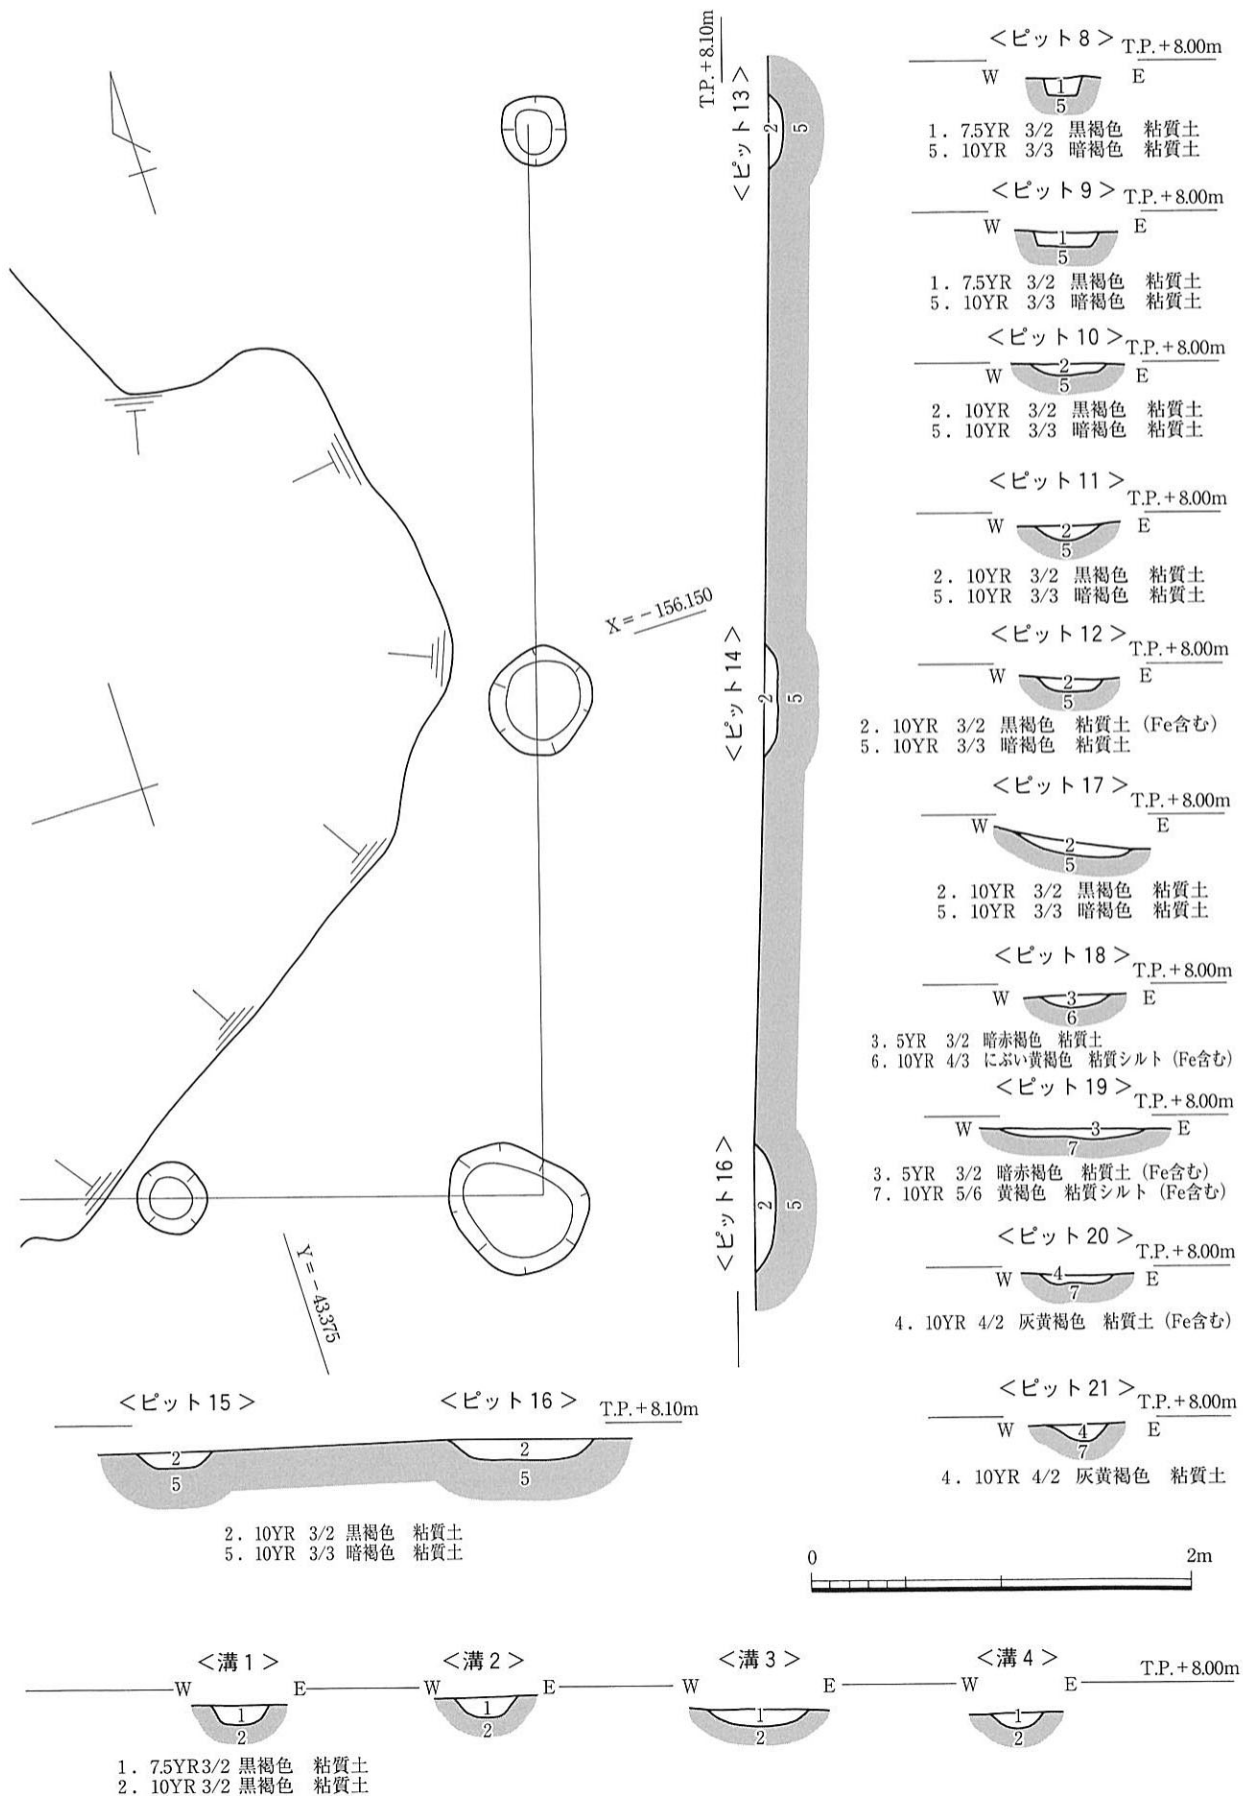 T.P.+8.10m
<ピット13>
2
5
X=-156.150
<ピット14>
2
5
<ピット16>
2
5
Y=-43.375
<ピット15>
<ピット16>
T.P.+8.10m
2
5
2
5
2. 10YR 3/2 黒褐色 粘質土
5. 10YR 3/3 暗褐色 粘質土
<ピット8>
T.P.+8.00m
W E
1
5
1. 7.5YR 3/2 黒褐色 粘質土
5. 10YR 3/3 暗褐色 粘質土
<ピット9>
T.P.+8.00m
W E
1
5
1. 7.5YR 3/2 黒褐色 粘質土
5. 10YR 3/3 暗褐色 粘質土
<ピット10>
T.P.+8.00m
W E
2
5
2. 10YR 3/2 黒褐色 粘質土
5. 10YR 3/3 暗褐色 粘質土
<ピット11>
T.P.+8.00m
W E
2
5
2. 10YR 3/2 黒褐色 粘質土
5. 10YR 3/3 暗褐色 粘質土
<ピット12>
T.P.+8.00m
W E
2
5
2. 10YR 3/2 黒褐色 粘質土 (Fe含む)
5. 10YR 3/3 暗褐色 粘質土
<ピット17>
T.P.+8.00m
W E
2
5
2. 10YR 3/2 黒褐色 粘質土
5. 10YR 3/3 暗褐色 粘質土
<ピット18>
T.P.+8.00m
W E
3
6
3. 5YR 3/2 暗赤褐色 粘質土
6. 10YR 4/3 にぶい黄褐色 粘質シルト (Fe含む)
<ピット19>
T.P.+8.00m
W E
3
7
3. 5YR 3/2 暗赤褐色 粘質土 (Fe含む)
7. 10YR 5/6 黄褐色 粘質シルト (Fe含む)
<ピット20>
T.P.+8.00m
W E
4
7
4. 10YR 4/2 灰黄褐色 粘質土 (Fe含む)
<ピット21>
T.P.+8.00m
W E
4
7
4. 10YR 4/2 灰黄褐色 粘質土
0 2m
<溝1> <溝2> <溝3> <溝4>
T.P.+8.00m
W E W E W E W E
1 1 1 1
2 2 2 2
1. 7.5YR3/2 黒褐色 粘質土
2. 10YR 3/2 黒褐色 粘質土